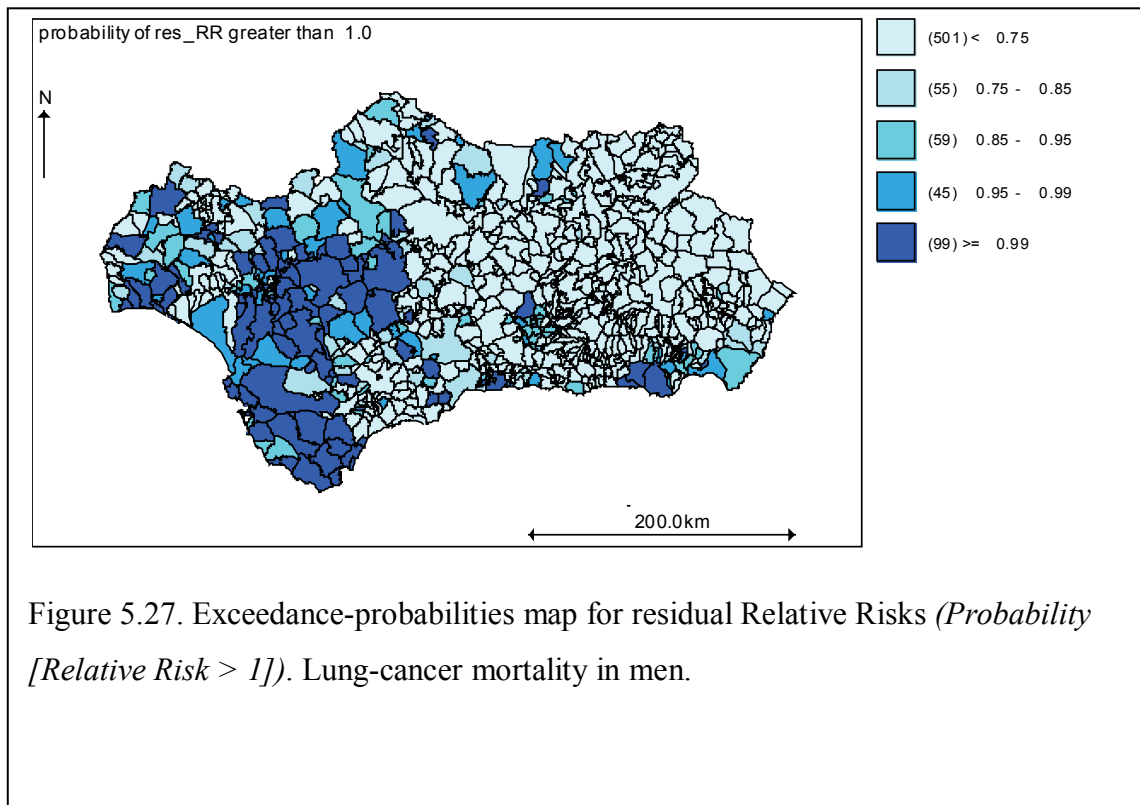 probability of res_RR greater than 1.0
N
200.0km
(501) < 0.75
(55) 0.75 - 0.85
(59) 0.85 - 0.95
(45) 0.95 - 0.99
(99) >= 0.99
Figure 5.27. Exceedance-probabilities map for residual Relative Risks (Probability
[Relative Risk > 1]). Lung-cancer mortality in men.